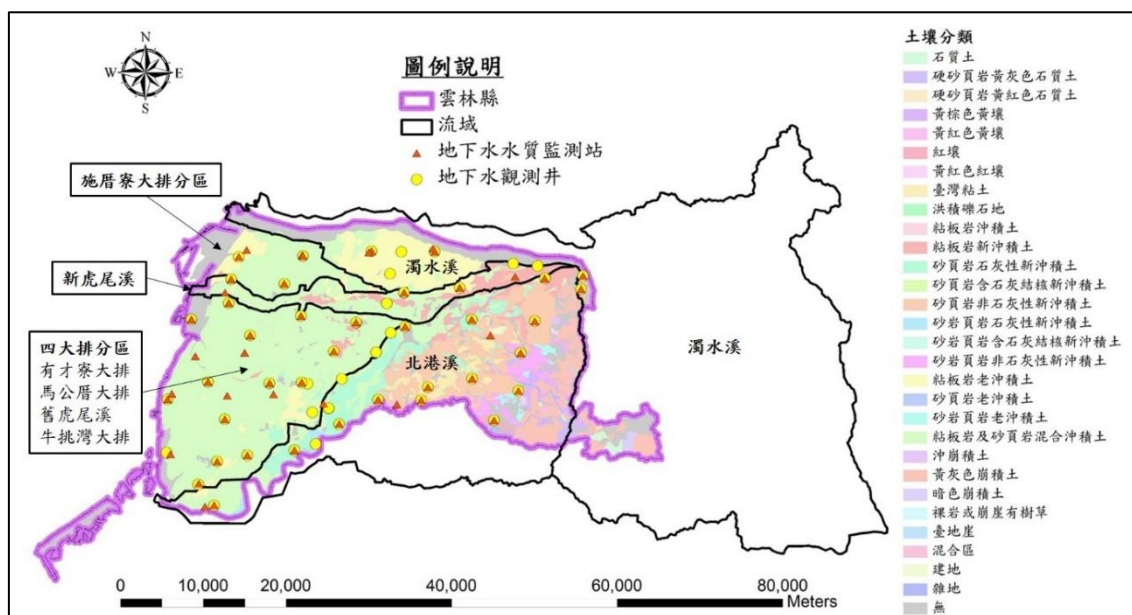 N
W
E
S
圖例說明
雲林縣
流域
地下水水質監測站
地下水觀測井
施厝寮大排分區
新虎尾溪
四大排分區
有才寮大排
馬公厝大排
舊虎尾溪
牛挑灣大排
濁水溪
北港溪
濁水溪
0 10,000 20,000 40,000 60,000 80,000
Meters
土壤分類
石質土
硬砂頁岩黃灰色石質土
硬砂頁岩黃紅色石質土
黃棕色黃壤
黃紅色黃壤
紅壤
黃紅色紅壤
臺灣粘土
洪積礫石地
粘板岩沖積土
粘板岩新沖積土
砂頁岩石灰性新沖積土
砂頁岩含石灰結核新沖積土
砂頁岩非石灰性新沖積土
砂岩頁岩石灰性新沖積土
砂岩頁岩含石灰結核新沖積土
砂岩頁岩非石灰性新沖積土
粘板岩老沖積土
砂頁岩老沖積土
砂岩頁岩老沖積土
粘板岩及砂頁岩混合沖積土
沖崩積土
黃灰色崩積土
暗色崩積土
裸岩或崩崖有樹草
臺地崖
混合區
建地
雜地
無